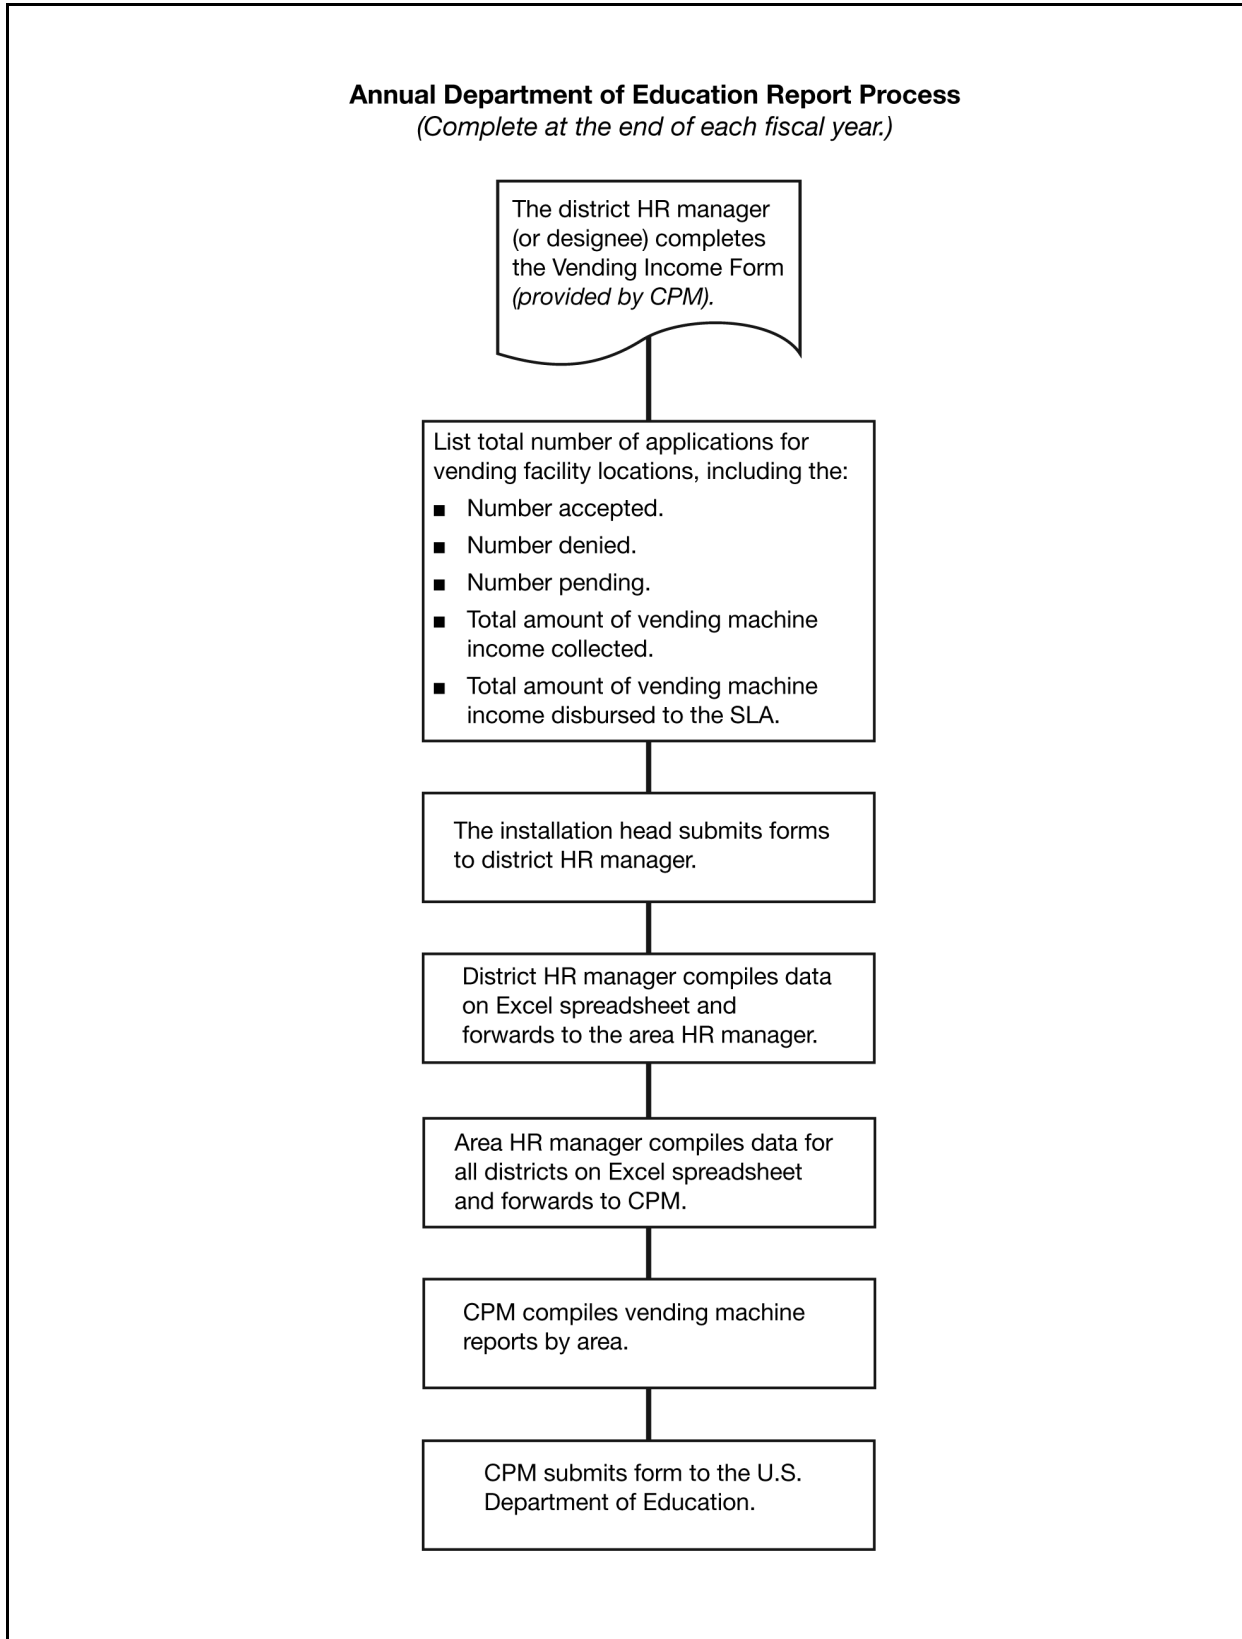 Annual Department of Education Report Process
(Complete at the end of each fiscal year.)
The district HR manager
(or designee) completes
the Vending Income Form
(provided by CPM).
List total number of applications for
vending facility locations, including the:
■ Number accepted.
■ Number denied.
■ Number pending.
■ Total amount of vending machine
income collected.
■ Total amount of vending machine
income disbursed to the SLA.
The installation head submits forms
to district HR manager.
District HR manager compiles data
on Excel spreadsheet and
forwards to the area HR manager.
Area HR manager compiles data for
all districts on Excel spreadsheet
and forwards to CPM.
CPM compiles vending machine
reports by area.
CPM submits form to the U.S.
Department of Education.